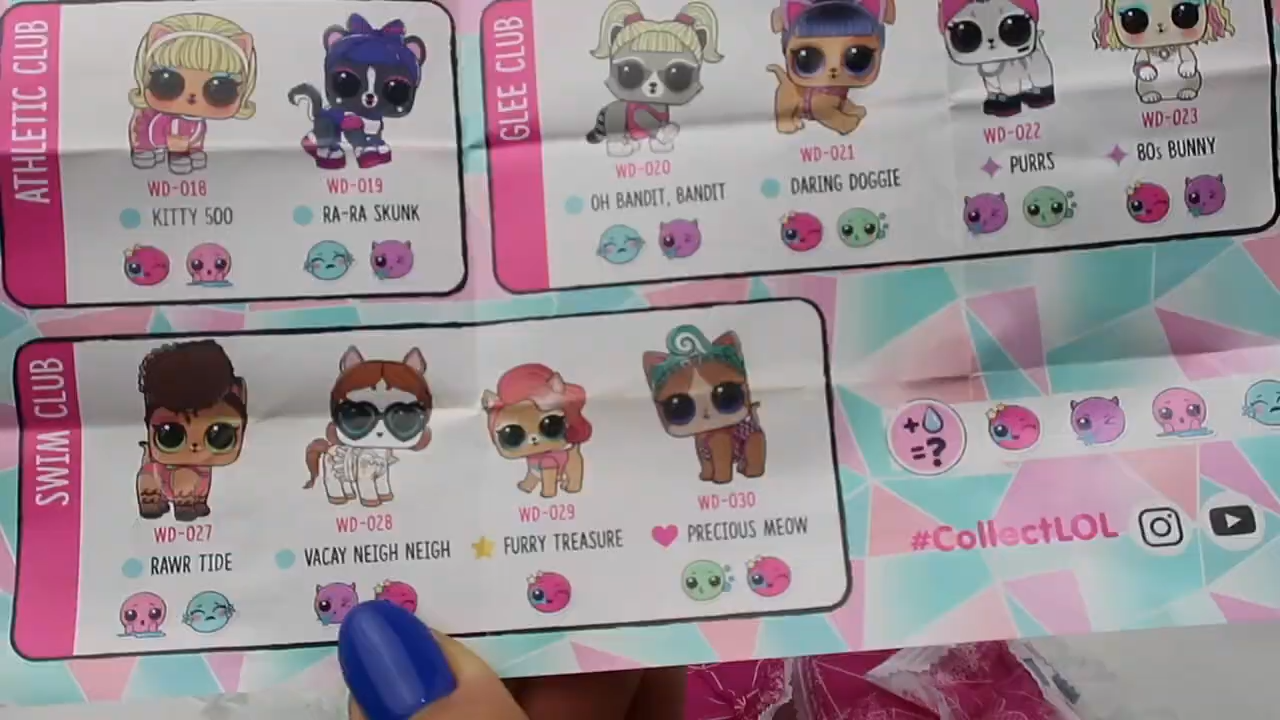 ATHLETIC CLUB
WD-018
KITTY 500
WD-019
RA-RA SKUNK
GLEE CLUB
WD-020
OH BANDIT, BANDIT
WD-021
DARING DOGGIE
WD-022
PURRS
WD-023
80s BUNNY
SWIM CLUB
WD-027
RAWR TIDE
WD-028
VACAY NEIGH NEIGH
WD-029
FURRY TREASURE
WD-030
PRECIOUS MEOW
+
=?
#CollectLOL